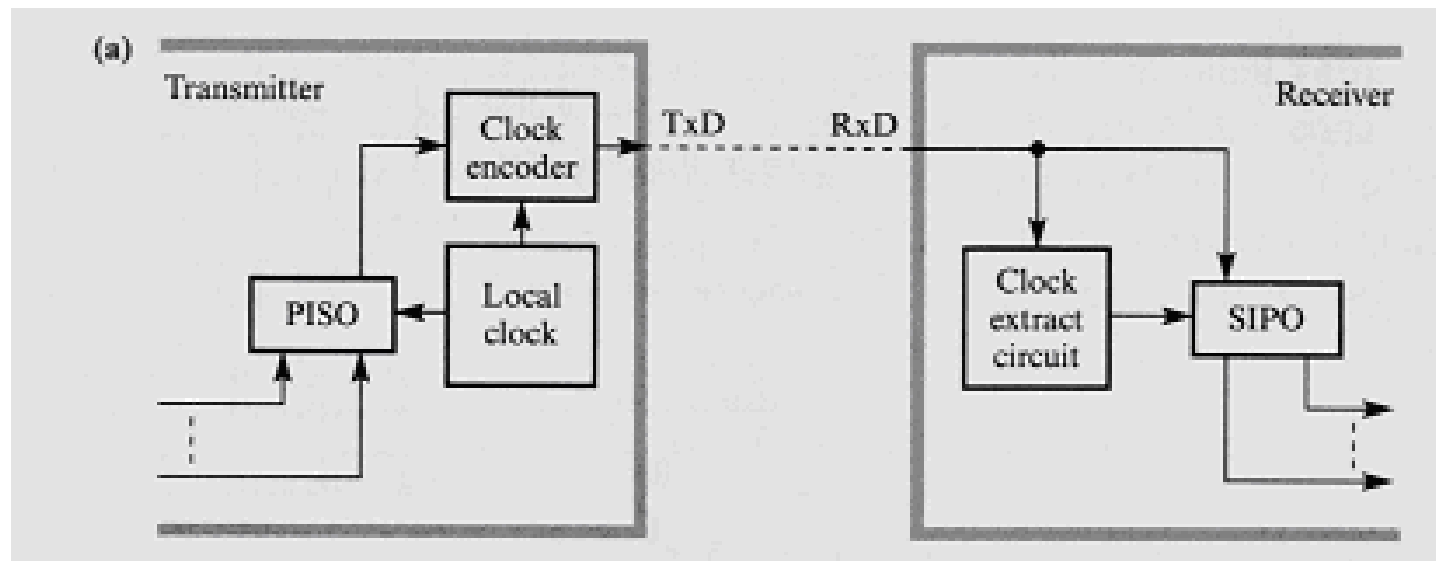 (a)
Transmitter
Receiver
Clock
encoder
TxD
RxD
PISO
Local
clock
Clock
extract
circuit
SIPO